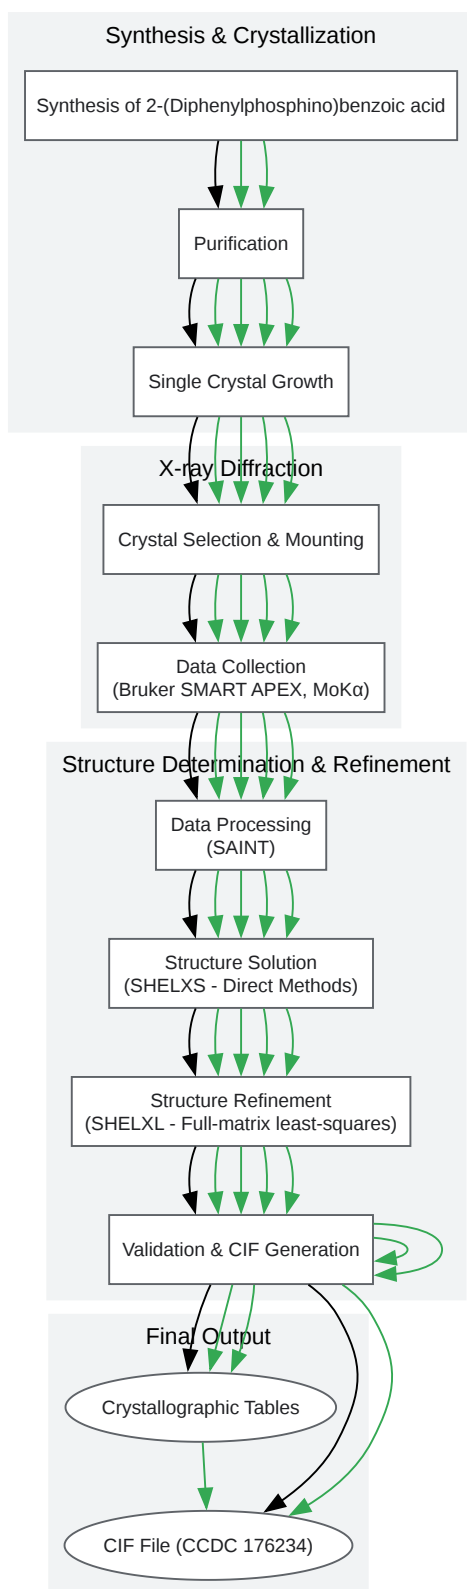 Synthesis & Crystallization
Synthesis of 2-(Diphenylphosphino)benzoic acid
Purification
Single Crystal Growth
X-ray Diffraction
Crystal Selection & Mounting
Data Collection
(Bruker SMART APEX, MoKα)
Structure Determination & Refinement
Data Processing
(SAINT)
Structure Solution
(SHELXS - Direct Methods)
Structure Refinement
(SHELXL - Full-matrix least-squares)
Validation & CIF Generation
Final Output
Crystallographic Tables
CIF File (CCDC 176234)